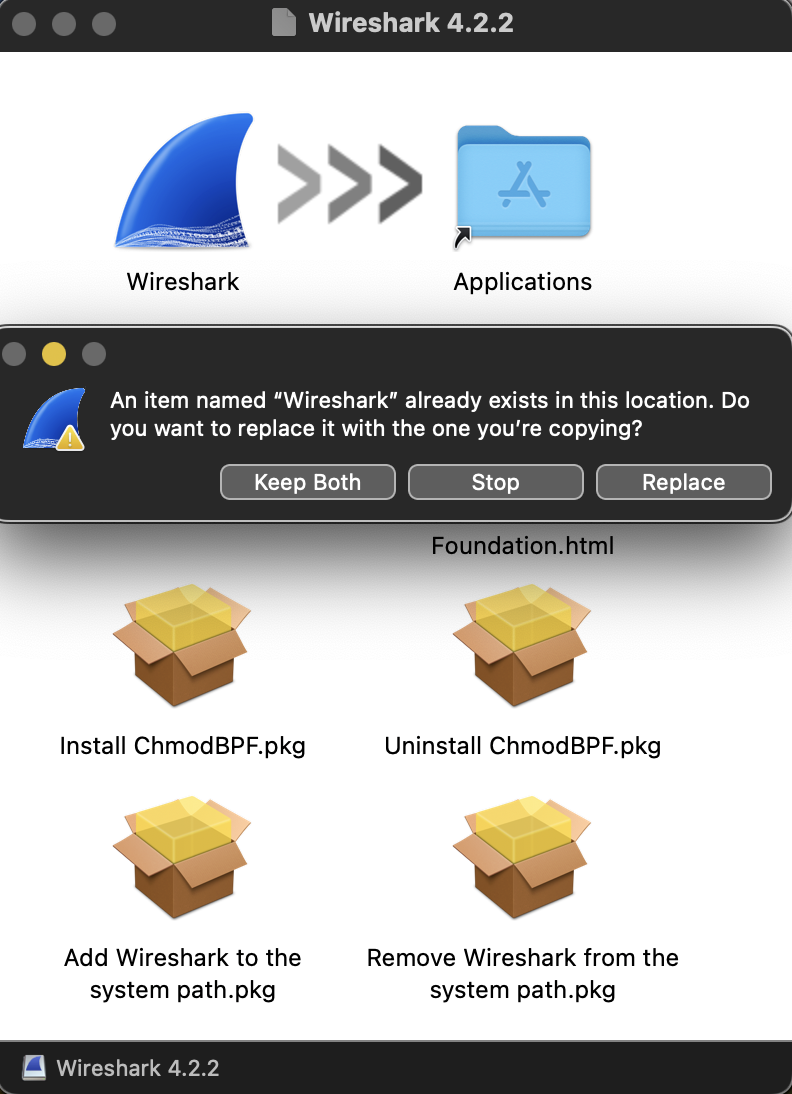 Wireshark 4.2.2
Wireshark
Applications
An item named “Wireshark” already exists in this location. Do
you want to replace it with the one you’re copying?
Keep Both
Stop
Replace
Foundation.html
Install ChmodBPF.pkg
Uninstall ChmodBPF.pkg
Add Wireshark to the
system path.pkg
Remove Wireshark from the
system path.pkg
Wireshark 4.2.2